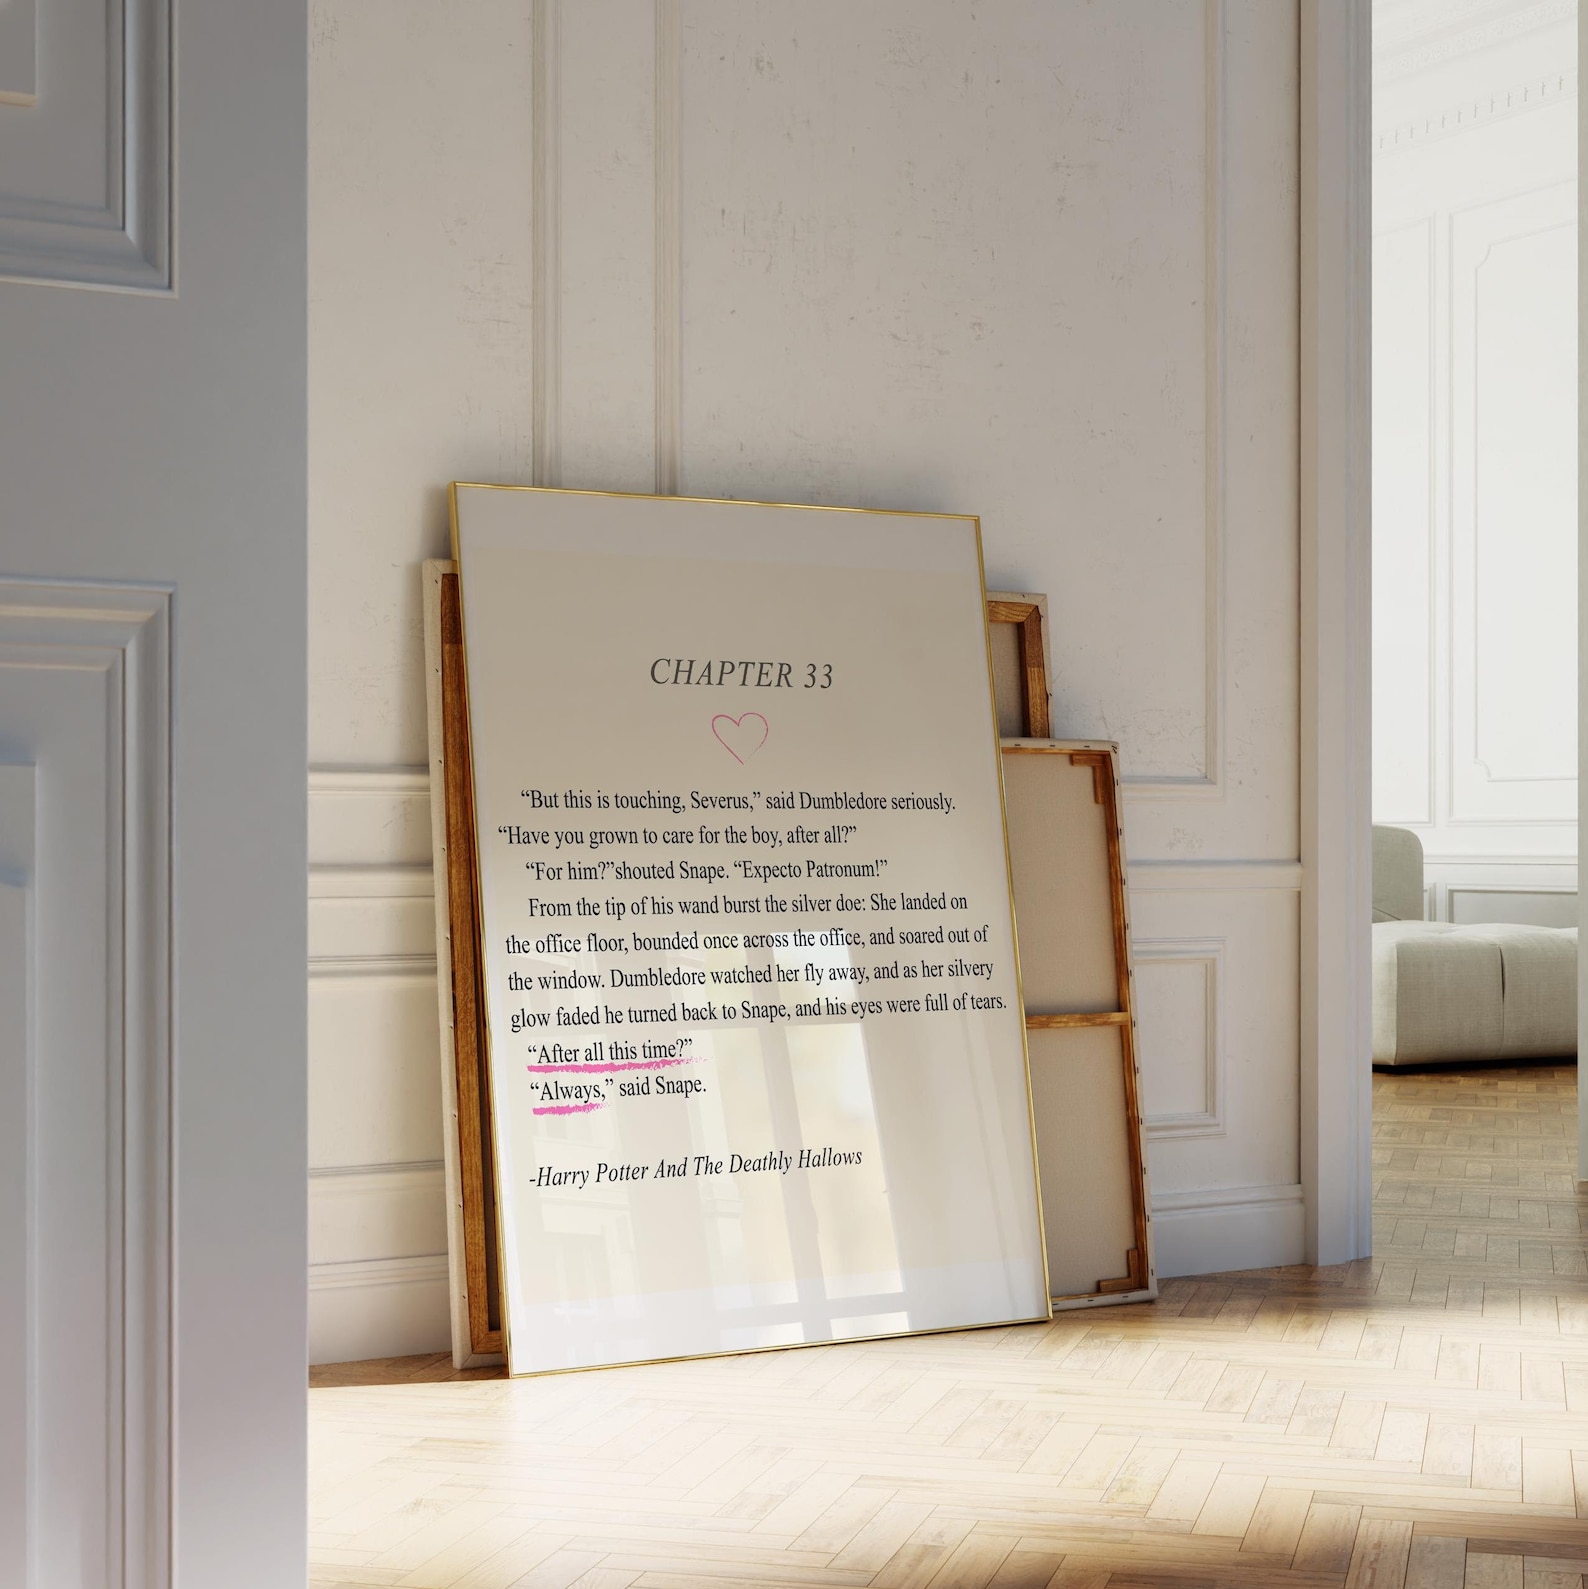 CHAPTER 33
“But this is touching, Severus,” said Dumbledore seriously.
“Have you grown to care for the boy, after all?”
“For him?”shouted Snape. “Expecto Patronum!”
From the tip of his wand burst the silver doe: She landed on
the office floor, bounded once across the office, and soared out of
the window. Dumbledore watched her fly away, and as her silvery
glow faded he turned back to Snape, and his eyes were full of tears.
“After all this time?”
“Always,” said Snape.
-Harry Potter And The Deathly Hallows